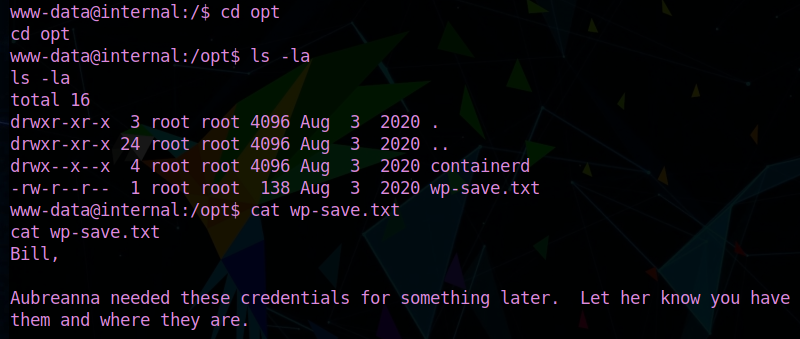 www-data@internal:/$ cd opt
cd opt
www-data@internal:/opt$ ls -la
ls -la
total 16
drwxr-xr-x  3 root root 4096 Aug  3  2020 .
drwxr-xr-x 24 root root 4096 Aug  3  2020 ..
drwx--x--x  4 root root 4096 Aug  3  2020 containerd
-rw-r--r--  1 root root  138 Aug  3  2020 wp-save.txt
www-data@internal:/opt$ cat wp-save.txt
cat wp-save.txt
Bill,
Aubreanna needed these credentials for something later.  Let her know you have
them and where they are.